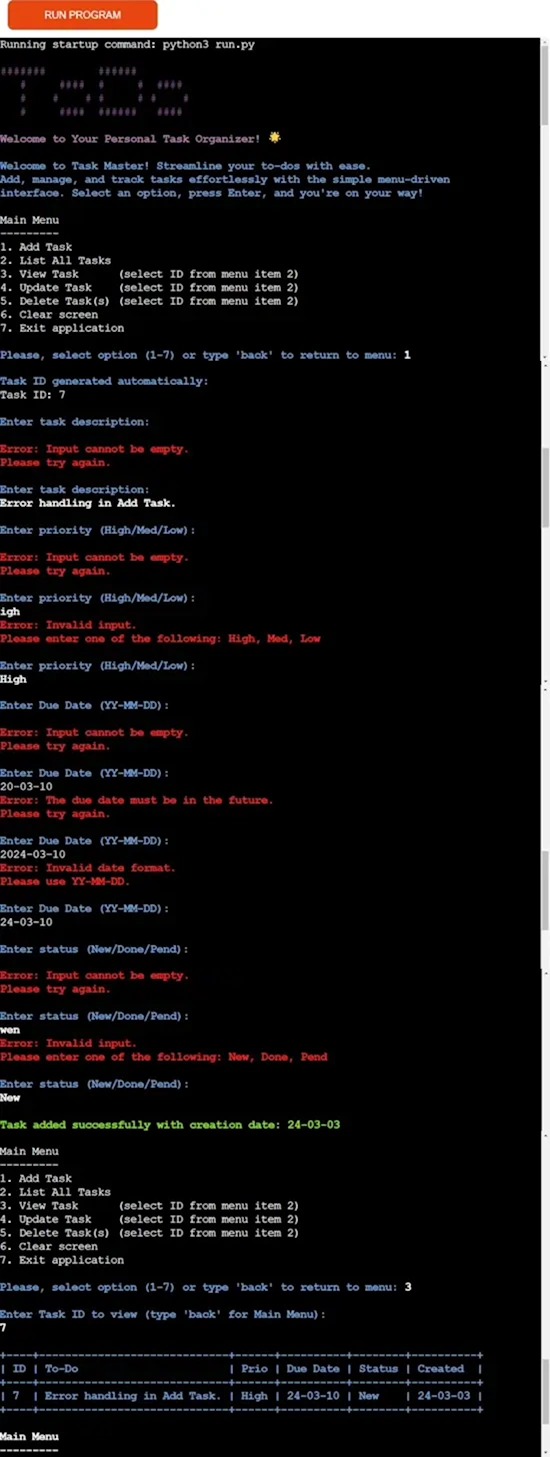 RUN PROGRAM
Running startup command: python3 run.py
ToDo
Welcome to Your Personal Task Organizer! 🌟
Welcome to Task Master! Streamline your to-dos with ease.
Add, manage, and track tasks effortlessly with the simple menu-driven
interface. Select an option, press Enter, and you're on your way!
Main Menu
---------
1. Add Task
2. List All Tasks
3. View Task      (select ID from menu item 2)
4. Update Task    (select ID from menu item 2)
5. Delete Task(s) (select ID from menu item 2)
6. Clear screen
7. Exit application
Please, select option (1-7) or type 'back' to return to menu: 1
Task ID generated automatically:
Task ID: 7
Enter task description:
Error: Input cannot be empty.
Please try again.
Enter task description:
Error handling in Add Task.
Enter priority (High/Med/Low):
Error: Input cannot be empty.
Please try again.
Enter priority (High/Med/Low):
igh
Error: Invalid input.
Please enter one of the following: High, Med, Low
Enter priority (High/Med/Low):
High
Enter Due Date (YY-MM-DD):
Error: Input cannot be empty.
Please try again.
Enter Due Date (YY-MM-DD):
20-03-10
Error: The due date must be in the future.
Please try again.
Enter Due Date (YY-MM-DD):
2024-03-10
Error: Invalid date format.
Please use YY-MM-DD.
Enter Due Date (YY-MM-DD):
24-03-10
Enter status (New/Done/Pend):
Error: Input cannot be empty.
Please try again.
Enter status (New/Done/Pend):
wen
Error: Invalid input.
Please enter one of the following: New, Done, Pend
Enter status (New/Done/Pend):
New
Task added successfully with creation date: 24-03-03
Main Menu
---------
1. Add Task
2. List All Tasks
3. View Task      (select ID from menu item 2)
4. Update Task    (select ID from menu item 2)
5. Delete Task(s) (select ID from menu item 2)
6. Clear screen
7. Exit application
Please, select option (1-7) or type 'back' to return to menu: 3
Enter Task ID to view (type 'back' for Main Menu):
7
| ID | To-Do                       | Prio | Due Date | Status | Created  |
| 7  | Error handling in Add Task. | High | 24-03-10 | New    | 24-03-03 |
Main Menu
---------